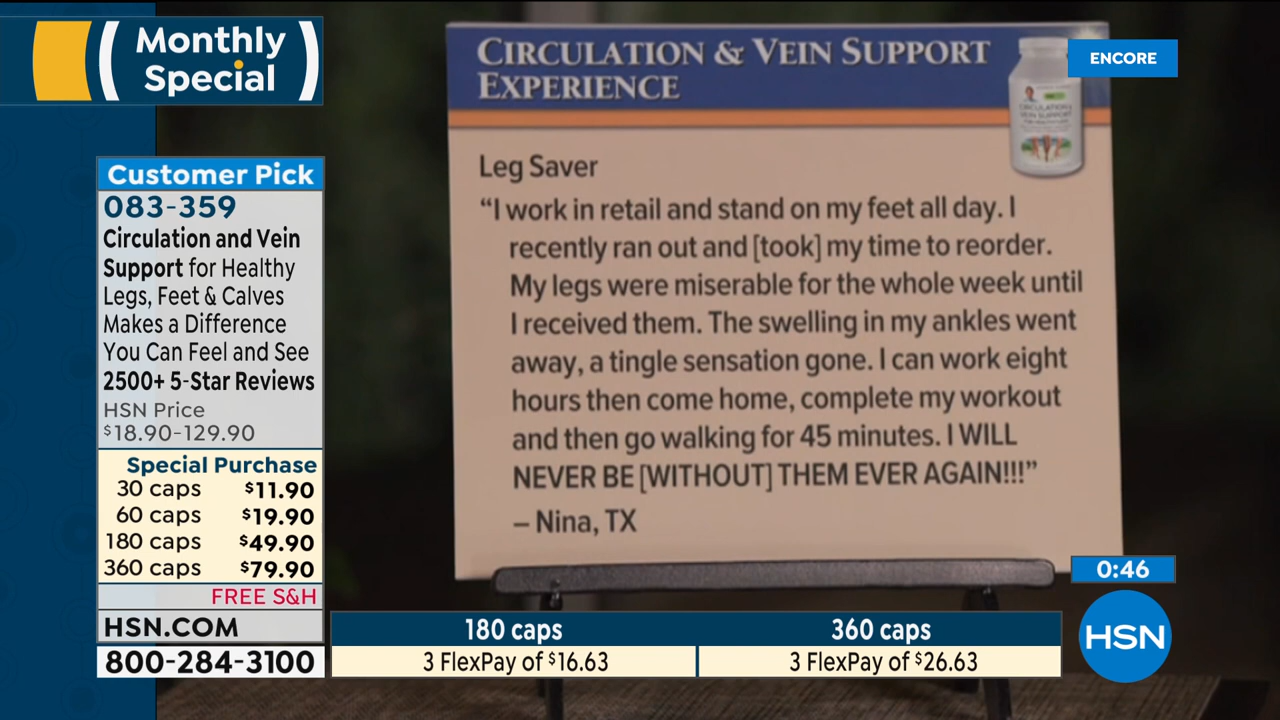 Monthly
Special
ENCORE
CIRCULATION & VEIN SUPPORT
EXPERIENCE
CIRCULATION &
VEIN SUPPORT
Leg Saver
“I work in retail and stand on my feet all day. I
recently ran out and [took] my time to reorder.
My legs were miserable for the whole week until
I received them. The swelling in my ankles went
away, a tingle sensation gone. I can work eight
hours then come home, complete my workout
and then go walking for 45 minutes. I WILL
NEVER BE [WITHOUT] THEM EVER AGAIN!!!”
– Nina, TX
Customer Pick
083-359
Circulation and Vein
Support for Healthy
Legs, Feet & Calves
Makes a Difference
You Can Feel and See
2500+ 5-Star Reviews
HSN Price
$18.90-129.90
Special Purchase
30 caps $11.90
60 caps $19.90
180 caps $49.90
360 caps $79.90
FREE S&H
HSN.COM
800-284-3100
180 caps
3 FlexPay of $16.63
360 caps
3 FlexPay of $26.63
0:46
HSN